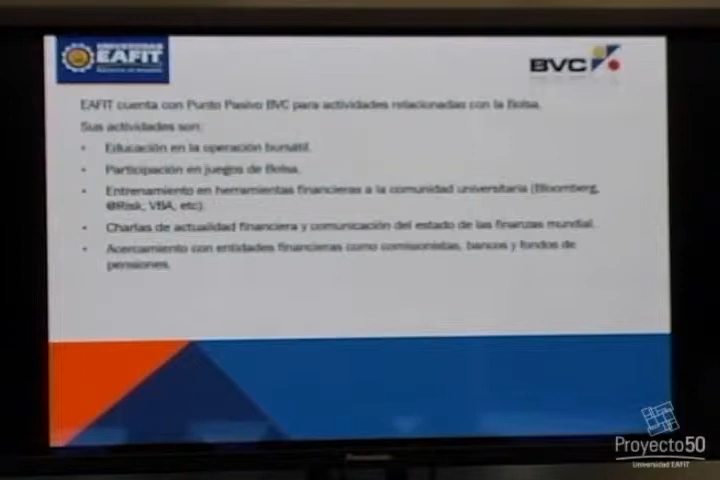 UNIVERSIDAD
EAFIT
BVC
EAFIT cuenta con Punto Pasivo BVC para actividades relacionadas con la Bolsa.
Sus actividades son:
• Educación en la operación bursátil.
• Participación en juegos de Bolsa.
• Entrenamiento en herramientas financieras a la comunidad universitaria (Bloomberg,
@Risk, VBA, etc).
• Charlas de actualidad financiera y comunicación del estado de las finanzas mundial.
• Acercamiento con entidades financieras como comisionistas, bancos y fondos de
pensiones.
Panasonic
Proyecto50
Universidad EAFIT